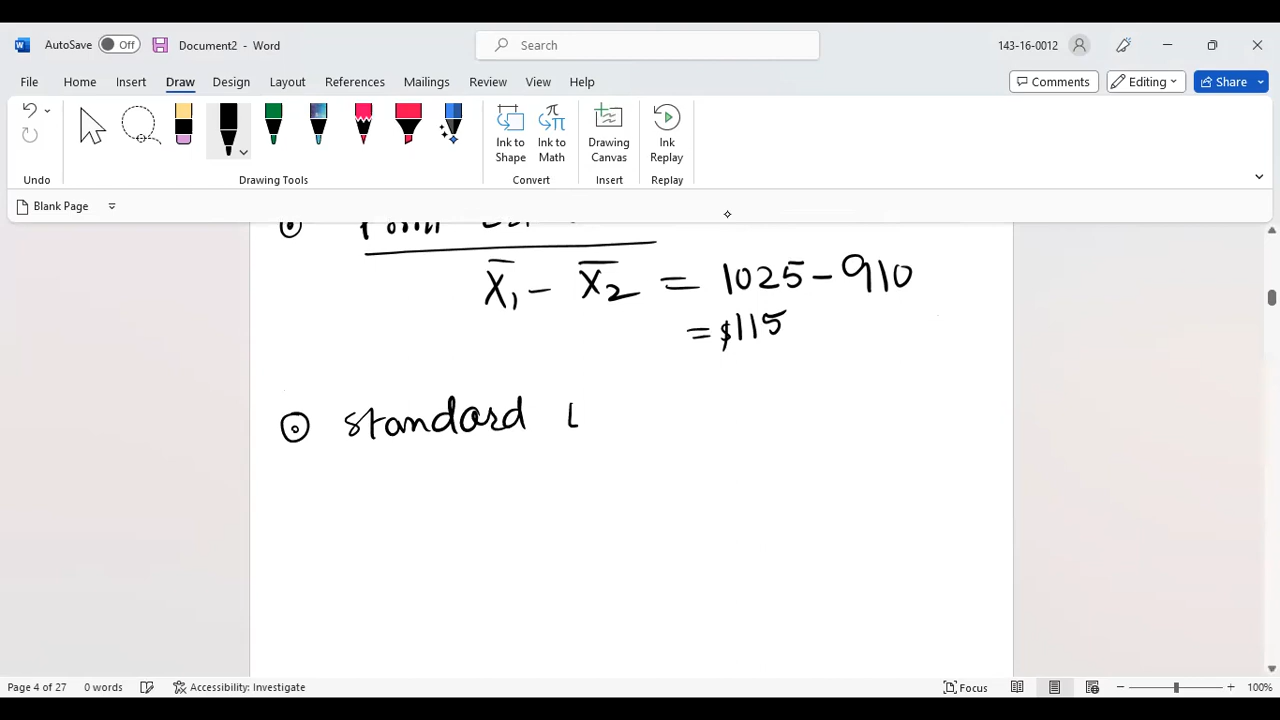 AutoSave Off Document2 - Word Search 143-16-0012
File Home Insert Draw Design Layout References Mailings Review View Help Comments Editing Share
Ink to Shape Ink to Math Drawing Canvas Ink Replay
Undo Drawing Tools Convert Insert Replay
Blank Page
X̄₁ - X̄₂ = 1025 - 910
= $115
standard
Page 4 of 27 0 words Accessibility: Investigate Focus 100%